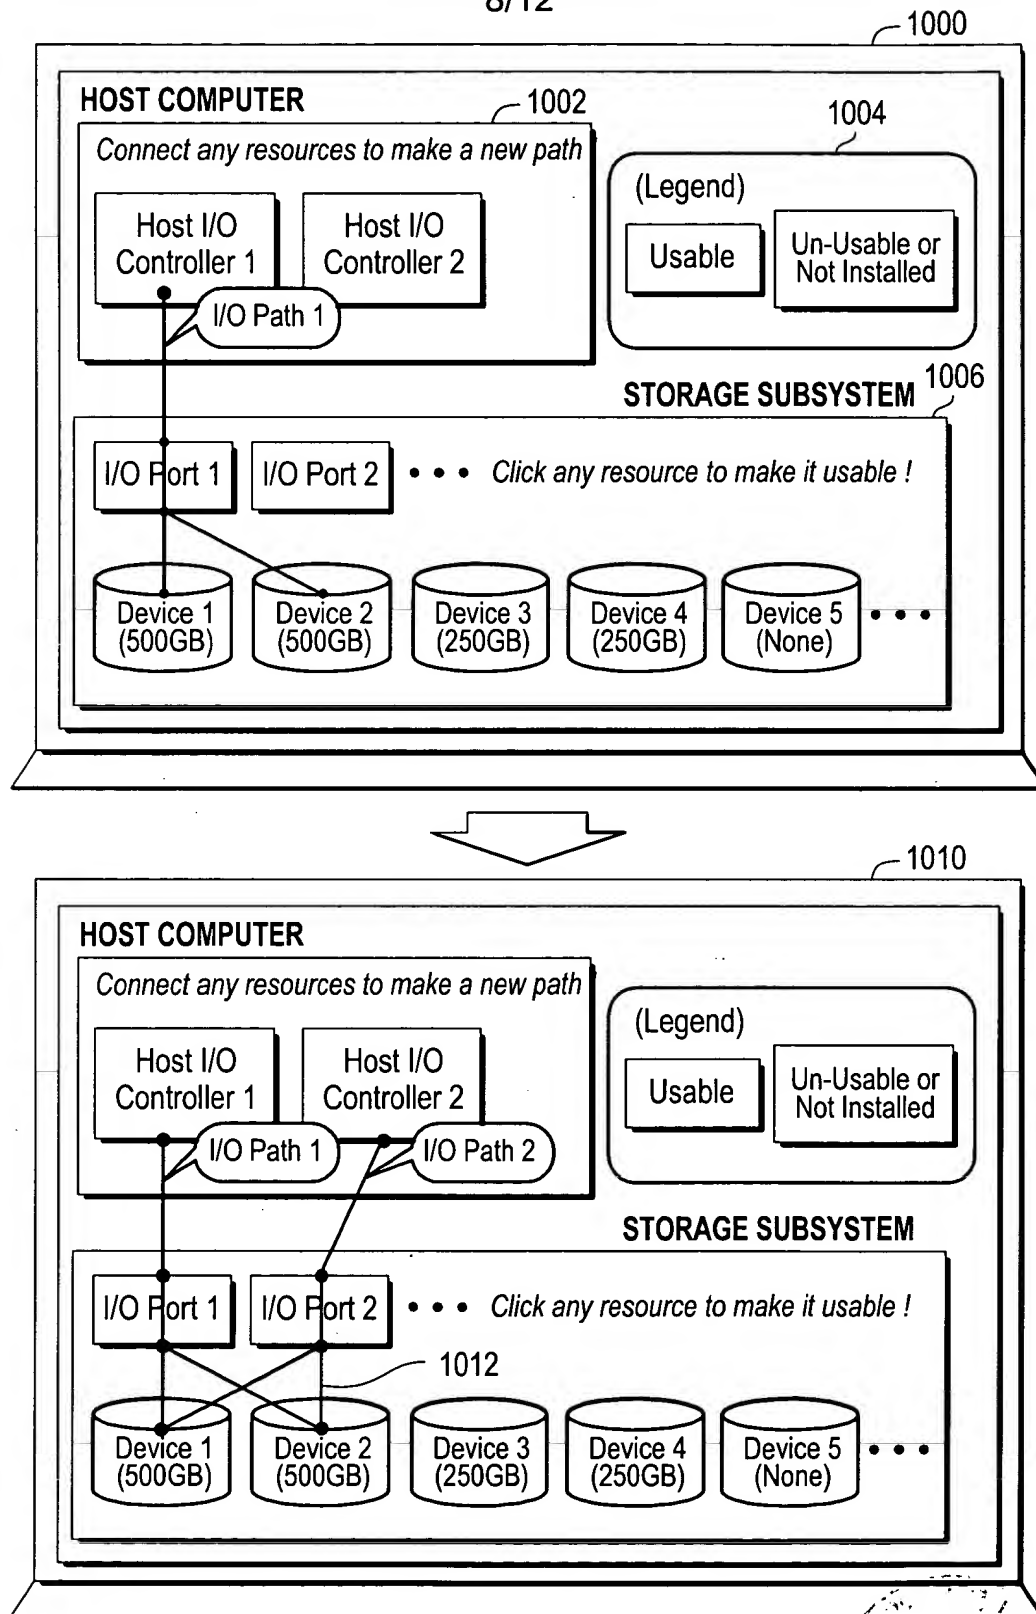 8/12
1000
HOST COMPUTER
1002
1004
Connect any resources to make a new path
(Legend)
Host I/O
Controller 1
Host I/O
Controller 2
Usable
Un-Usable or
Not Installed
I/O Path 1
STORAGE SUBSYSTEM
1006
I/O Port 1
I/O Port 2
• • •
Click any resource to make it usable !
Device 1
(500GB)
Device 2
(500GB)
Device 3
(250GB)
Device 4
(250GB)
Device 5
(None)
• • •
1010
HOST COMPUTER
Connect any resources to make a new path
(Legend)
Host I/O
Controller 1
Host I/O
Controller 2
Usable
Un-Usable or
Not Installed
I/O Path 1
I/O Path 2
STORAGE SUBSYSTEM
I/O Port 1
I/O Port 2
• • •
Click any resource to make it usable !
1012
Device 1
(500GB)
Device 2
(500GB)
Device 3
(250GB)
Device 4
(250GB)
Device 5
(None)
• • •